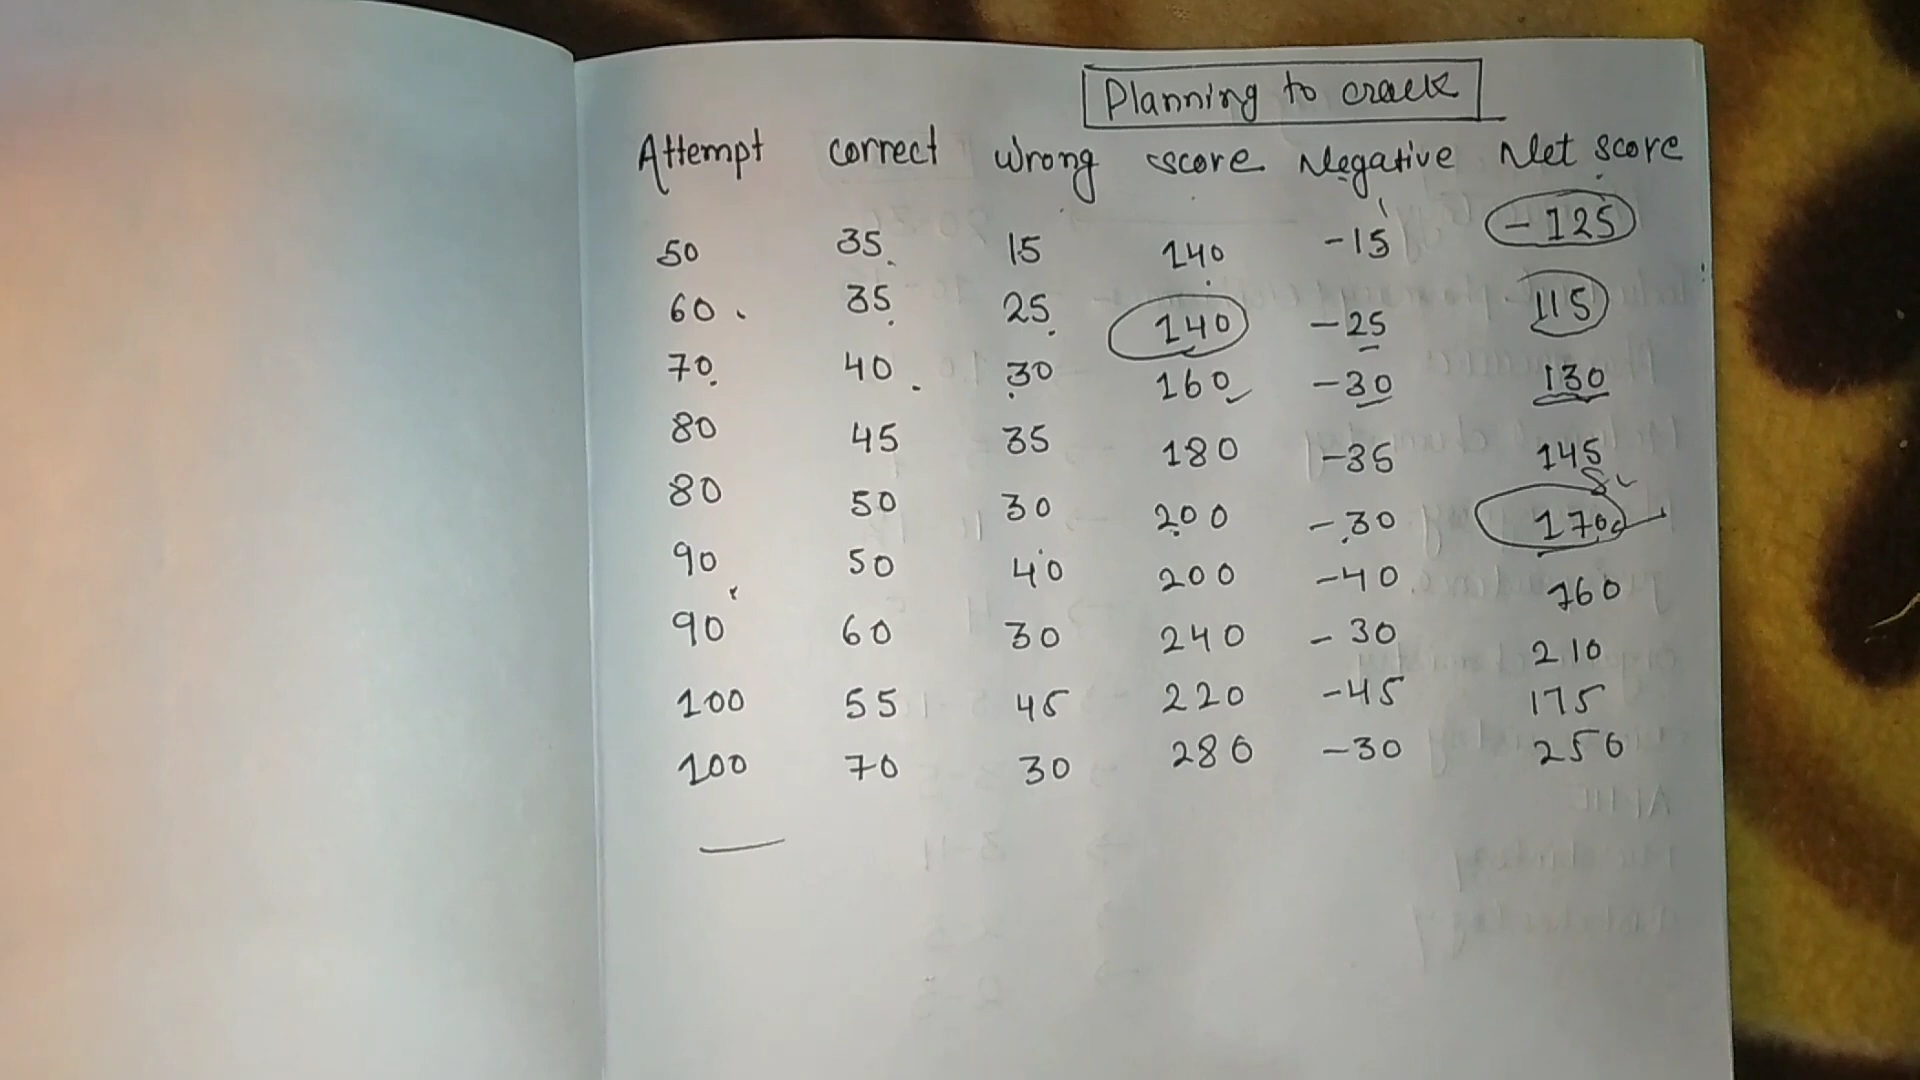 Planning to crack
Attempt correct wrong score Negative Net score
50 35 15 140 -15 -125
60 35 25 140 -25 115
70 40 30 160 -30 130
80 45 35 180 -35 145
80 50 30 200 -30 170
90 50 40 200 -40 160
90 60 30 240 -30 210
100 55 45 220 -45 175
100 70 30 280 -30 250